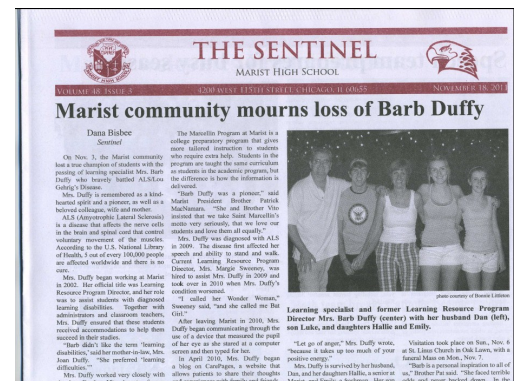 THE SENTINEL
MARIST HIGH SCHOOL
VOLUME 48 ISSUE 3
4200 WEST 115TH STREET CHICAGO, IL 60655
NOVEMBER 18, 2011
Marist community mourns loss of Barb Duffy
Dana Bisbee
Sentinel
On Nov. 3, the Marist community
lost a true champion of students with the
passing of learning specialist Mrs. Barb
Duffy who bravely battled ALS/Lou
Gehrig's Disease.
Mrs. Duffy is remembered as a kind-
hearted spirit and a pioneer, as well as a
beloved colleague, wife and mother.
ALS (Amyotrophic Lateral Sclerosis)
is a disease that affects the nerve cells
in the brain and spinal cord that control
voluntary movement of the muscles.
According to the U.S. National Library
of Health, 5 out of every 100,000 people
are affected worldwide and there is no
cure.
Mrs. Duffy began working at Marist
in 2002. Her official title was Learning
Resource Program Director, and her role
was to assist students with diagnosed
learning disabilities. Together with
administrators and classroom teachers,
Mrs. Duffy ensured that these students
received accommodations to help them
succeed in their studies.
"Barb didn't like the term 'learning
disabilities,' said her mother-in-law, Mrs.
Joan Duffy. "She preferred 'learning
difficulties.'"
Mrs. Duffy worked very closely with
The Marcellin Program at Marist is a
college preparatory program that gives
more tailored instruction to students
who require extra help. Students in the
program are taught the same curriculum
as students in the academic program, but
the difference is how the information is
delivered.
"Barb Duffy was a pioneer," said
Marist President Brother Patrick
MacNamara. "She and Brother Vito
insisted that we take Saint Marcellin's
motto very seriously, that we love our
students and love them all equally."
Mrs. Duffy was diagnosed with ALS
in 2009. The disease first affected her
speech and ability to stand and walk.
Current Learning Resource Program
Director, Mrs. Margie Sweeney, was
hired to assist Mrs. Duffy in 2009 and
took over in 2010 when Mrs. Duffy's
condition worsened.
"I called her Wonder Woman,"
Sweeney said, "and she called me Bat
Girl."
After leaving Marist in 2010, Mrs.
Duffy began communicating through the
use of a device that measured the pupil
of her eye as she stared at a computer
screen and then typed for her.
In April 2010, Mrs. Duffy began
a blog on CarePages, a website that
allows patients to share their thoughts
photo courtesy of Bonnie Littleton
Learning specialist and former Learning Resource Program
Director Mrs. Barb Duffy (center) with her husband Dan (left),
son Luke, and daughters Hallie and Emily.
"Let go of anger," Mrs. Duffy wrote,
"because it takes up too much of your
positive energy."
Mrs. Duffy is survived by her husband,
Dan, and her daughters Hallie, a senior at
Visitation took place on Sun., Nov. 6
at St. Linus Church in Oak Lawn, with a
funeral Mass on Mon., Nov. 7.
"Barb is a personal inspiration to all of
us," Brother Pat said. "She faced terrible